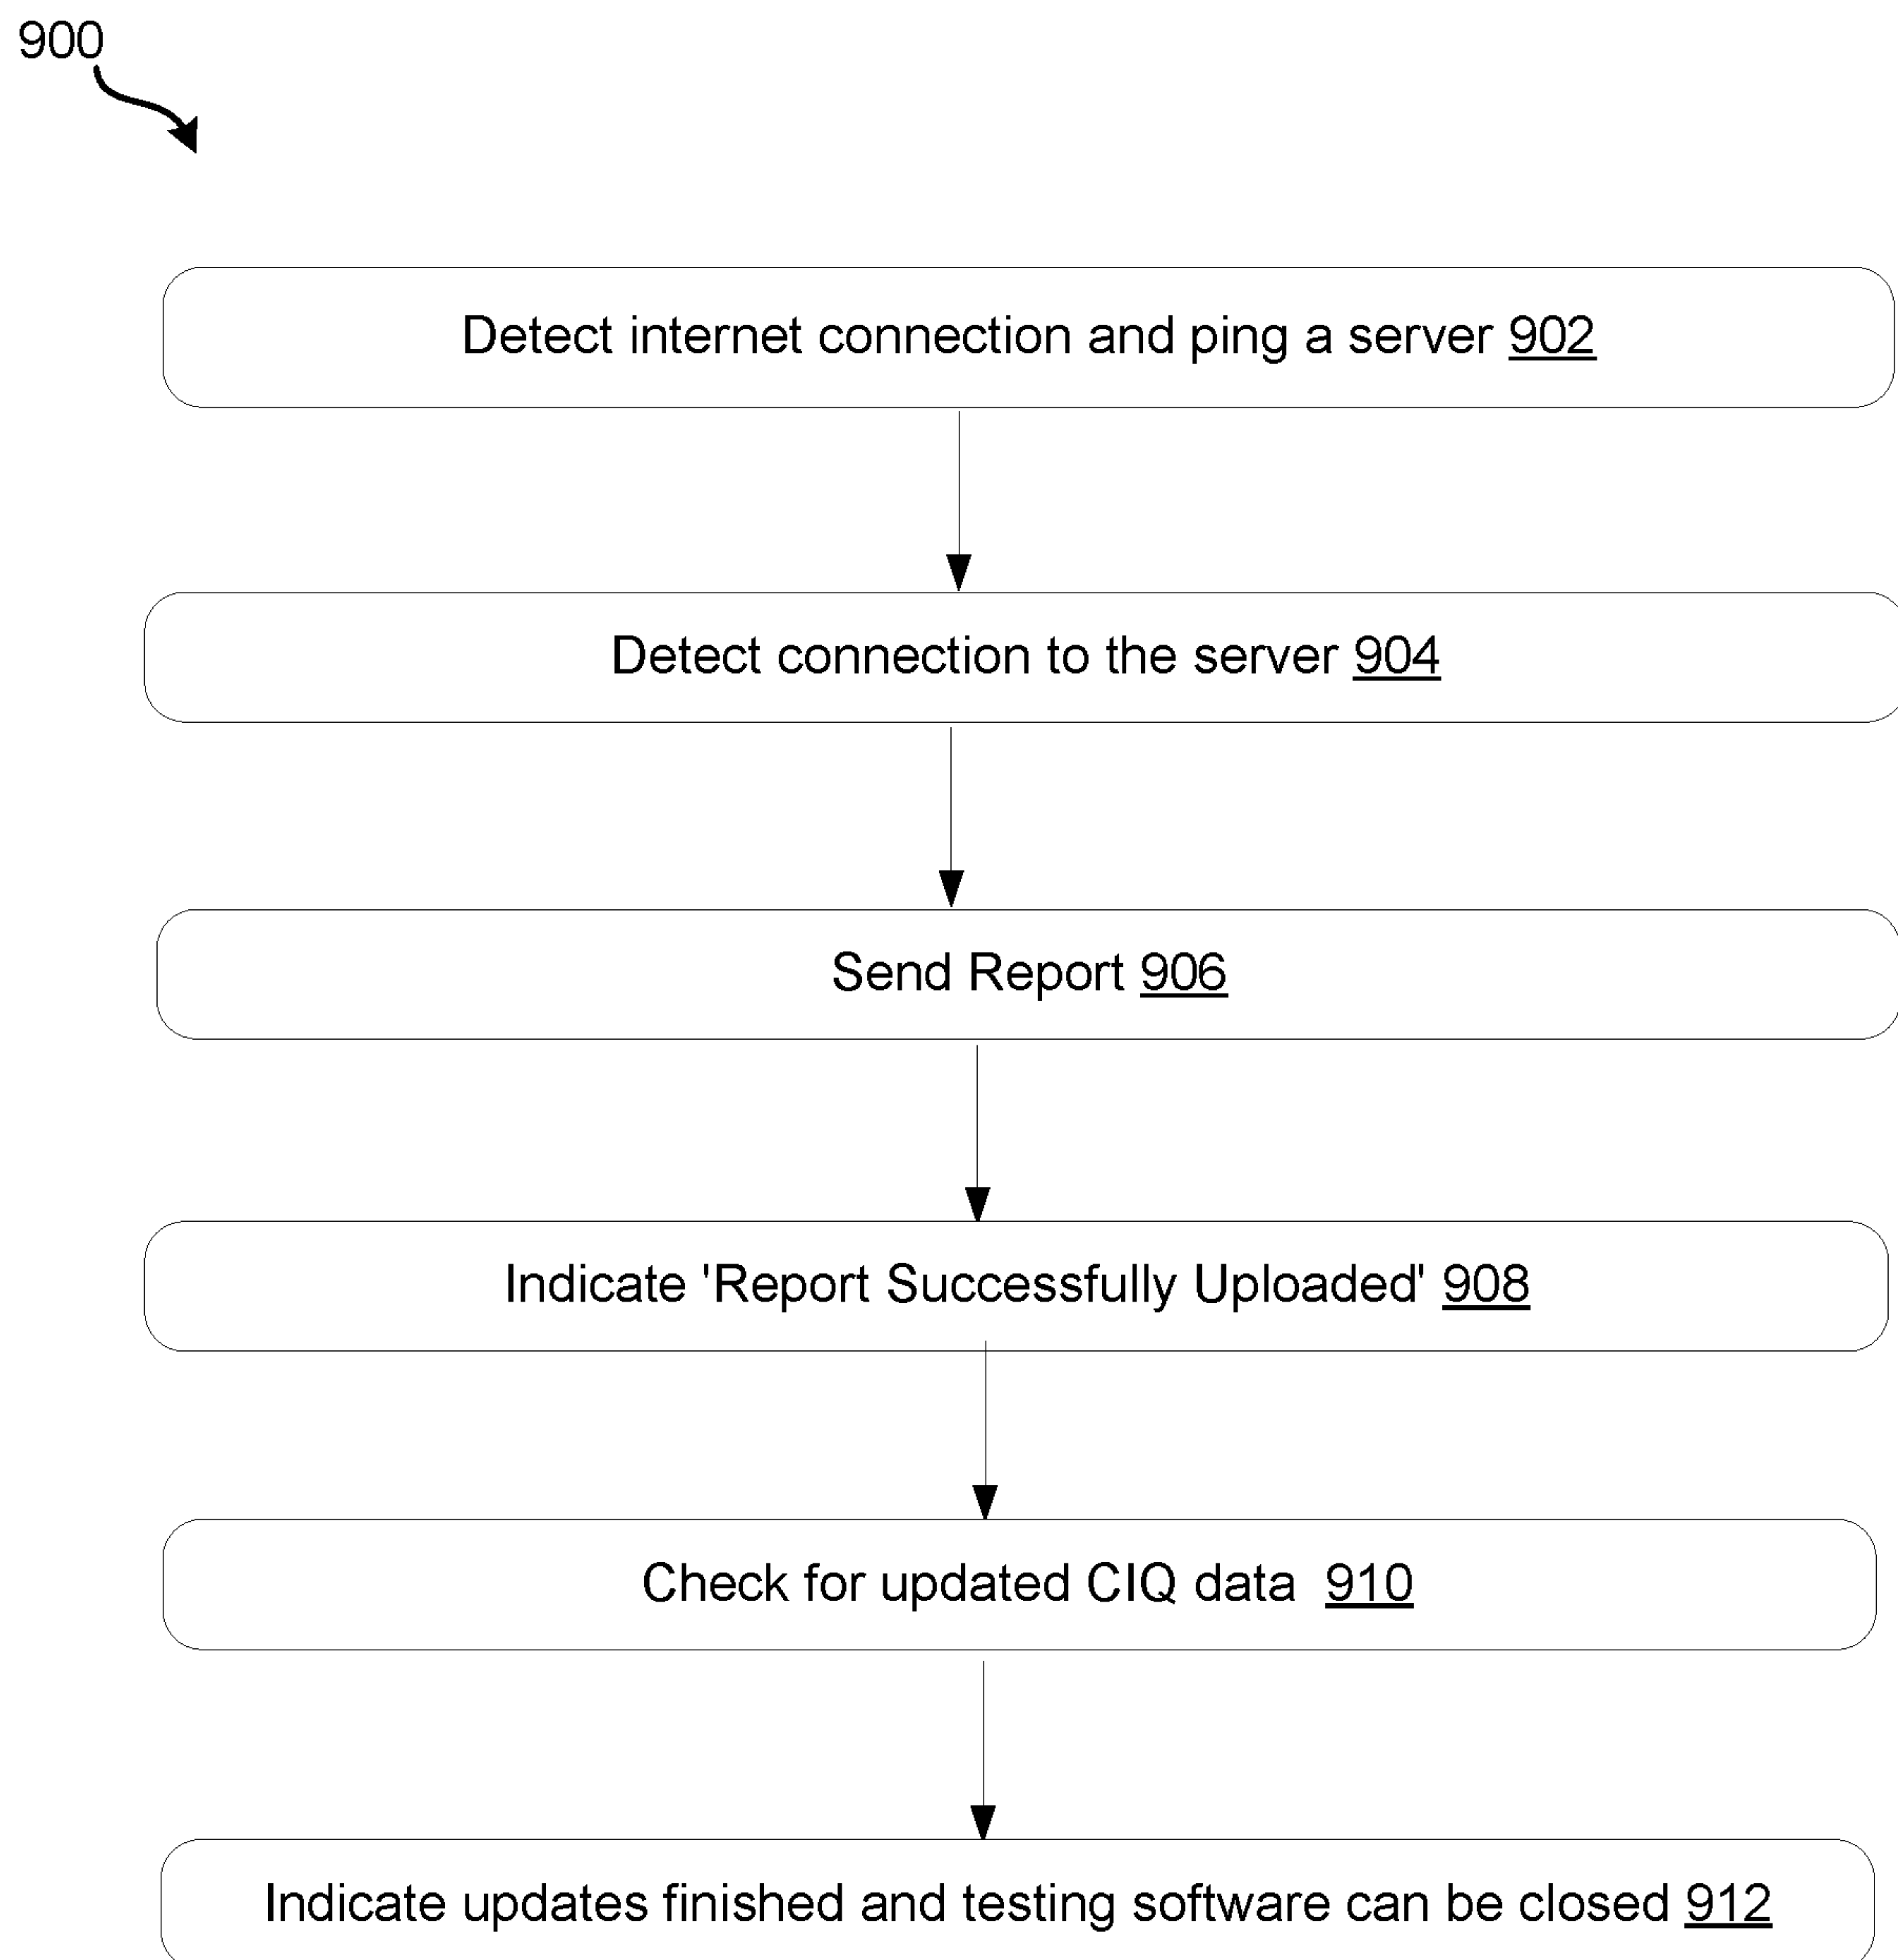 900
Detect internet connection and ping a server 902
Detect connection to the server 904
Send Report 906
Indicate 'Report Successfully Uploaded' 908
Check for updated CIQ data 910
Indicate updates finished and testing software can be closed 912